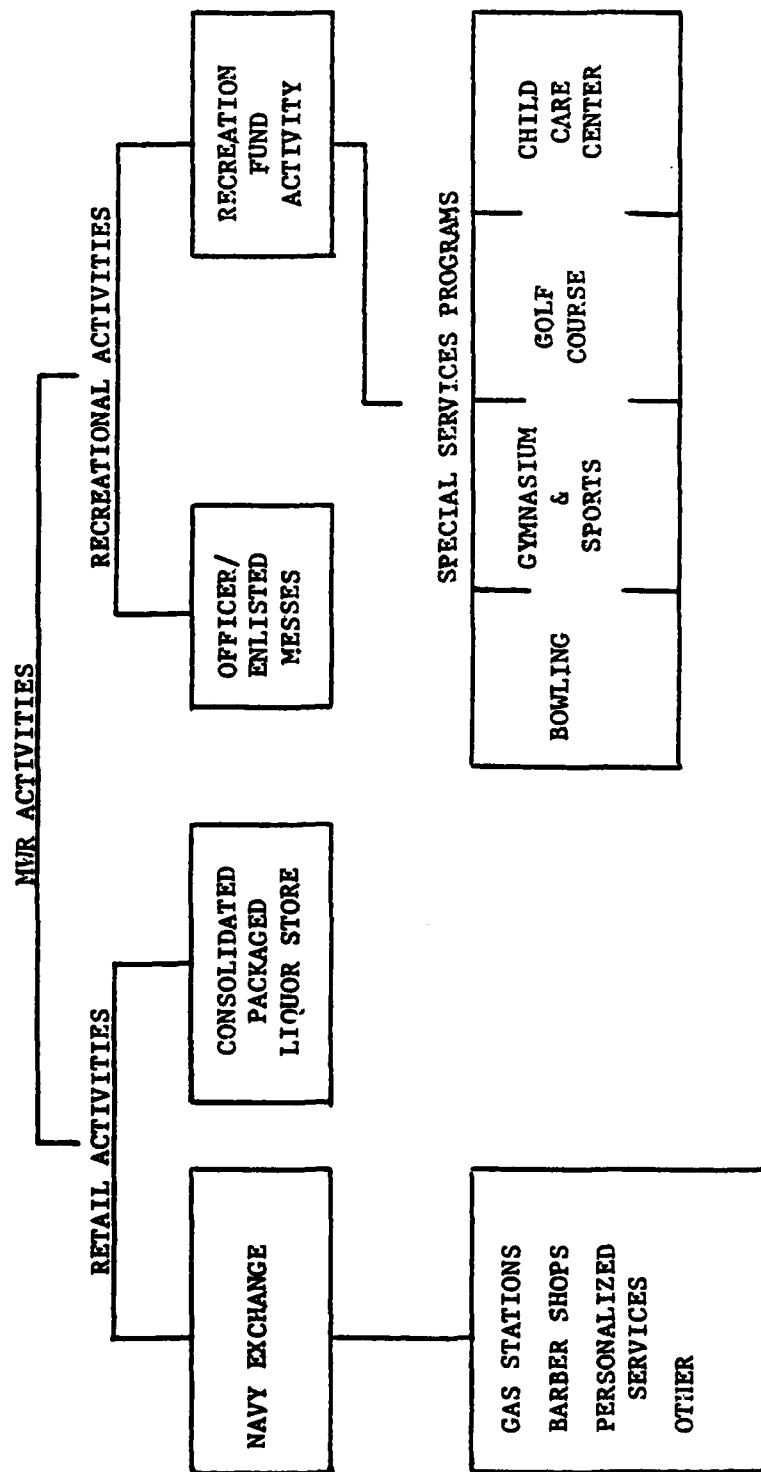 MWR ACTIVITIES
RETAIL ACTIVITIES
RECREATIONAL ACTIVITIES
NAVY EXCHANGE
CONSOLIDATED
PACKAGED
LIQUOR STORE
OFFICER/
ENLISTED
MESSES
RECREATION
FUND
ACTIVITY
GAS STATIONS
BARBER SHOPS
PERSONALIZED
SERVICES
OTHER
SPECIAL SERVICES PROGRAMS
BOWLING
GYMNASIUM
&
SPORTS
GOLF
COURSE
CHILD
CARE
CENTER